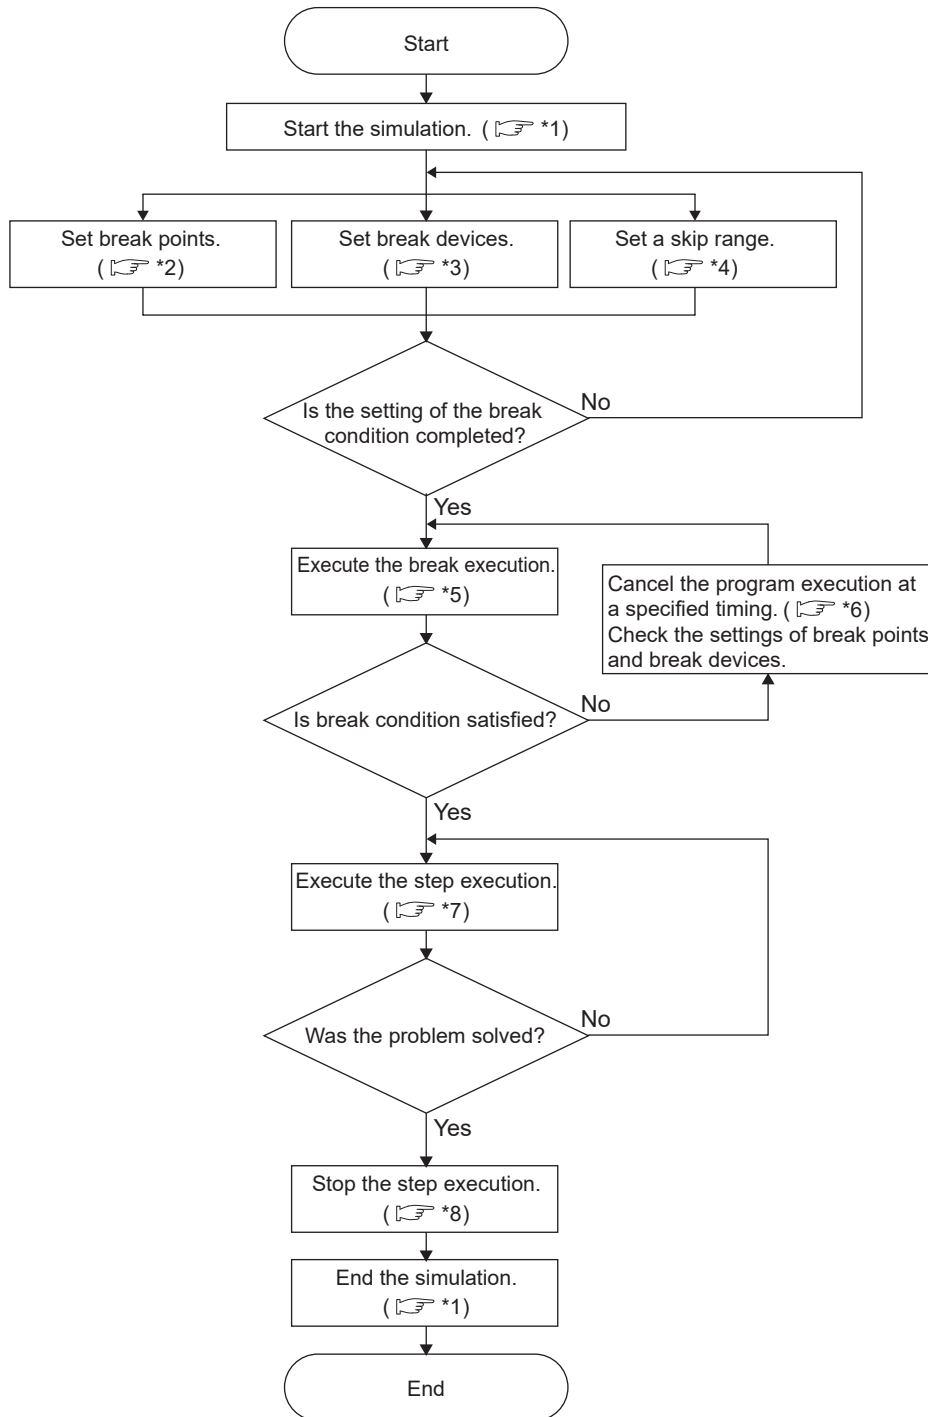 Start
Start the simulation. ( ☞ *1)
Set break points.
( ☞ *2)
Set break devices.
( ☞ *3)
Set a skip range.
( ☞ *4)
Is the setting of the break
condition completed?
No
Yes
Execute the break execution.
( ☞ *5)
Cancel the program execution at
a specified timing. ( ☞ *6)
Check the settings of break points
and break devices.
Is break condition satisfied?
No
Yes
Execute the step execution.
( ☞ *7)
Was the problem solved?
No
Yes
Stop the step execution.
( ☞ *8)
End the simulation.
( ☞ *1)
End